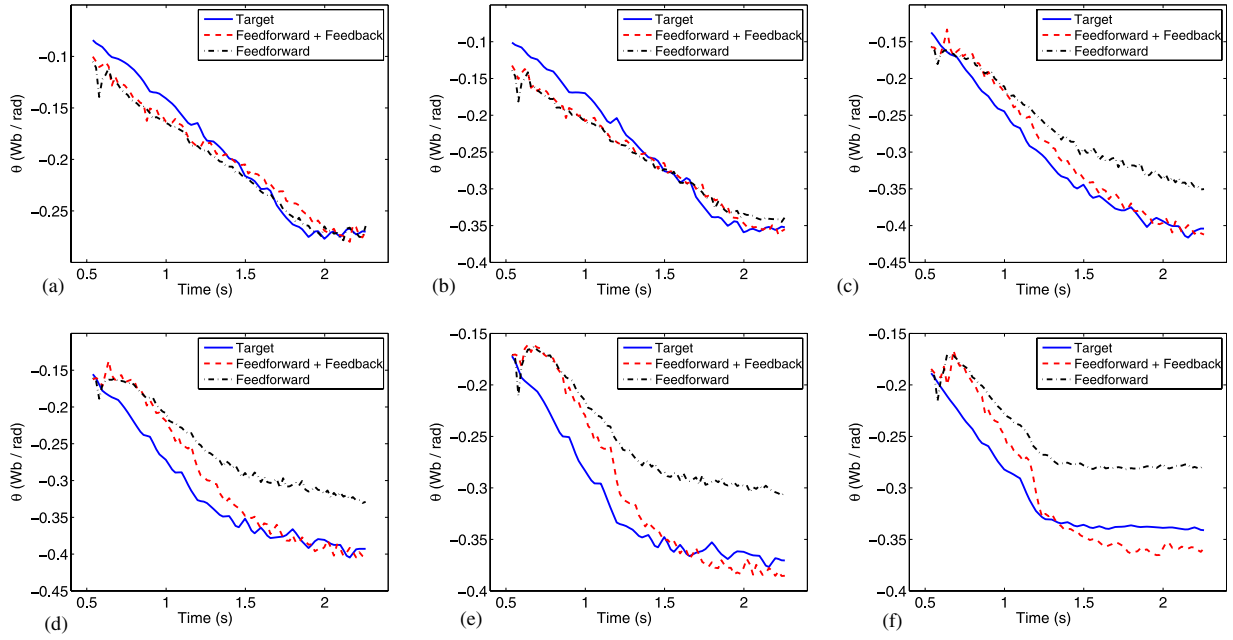 Target
Feedforward + Feedback
Feedforward
−0.1
−0.15
−0.2
−0.25
θ (Wb / rad)
0.5 1 1.5 2
Time (s)
(a)
Target
Feedforward + Feedback
Feedforward
−0.1
−0.15
−0.2
−0.25
−0.3
−0.35
−0.4
θ (Wb / rad)
0.5 1 1.5 2
Time (s)
(b)
Target
Feedforward + Feedback
Feedforward
−0.15
−0.2
−0.25
−0.3
−0.35
−0.4
−0.45
θ (Wb / rad)
0.5 1 1.5 2
Time (s)
(c)
Target
Feedforward + Feedback
Feedforward
−0.15
−0.2
−0.25
−0.3
−0.35
−0.4
−0.45
θ (Wb / rad)
0.5 1 1.5 2
Time (s)
(d)
Target
Feedforward + Feedback
Feedforward
−0.15
−0.2
−0.25
−0.3
−0.35
−0.4
θ (Wb / rad)
0.5 1 1.5 2
Time (s)
(e)
Target
Feedforward + Feedback
Feedforward
−0.15
−0.2
−0.25
−0.3
−0.35
−0.4
θ (Wb / rad)
0.5 1 1.5 2
Time (s)
(f)